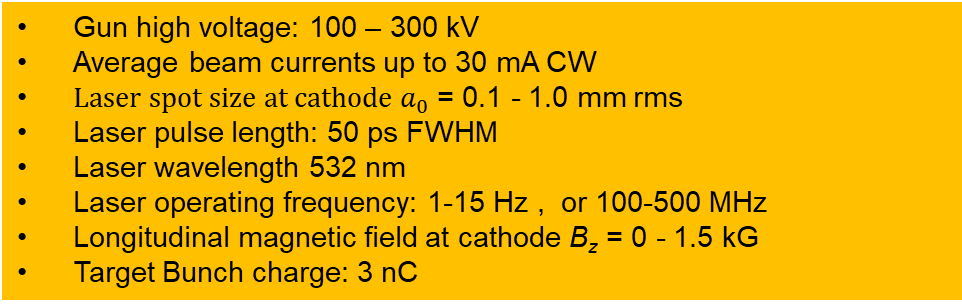 • Gun high voltage: 100 – 300 kV
• Average beam currents up to 30 mA CW
• Laser spot size at cathode a₀ = 0.1 - 1.0 mm rms
• Laser pulse length: 50 ps FWHM
• Laser wavelength 532 nm
• Laser operating frequency: 1-15 Hz , or 100-500 MHz
• Longitudinal magnetic field at cathode B_z = 0 - 1.5 kG
• Target Bunch charge: 3 nC